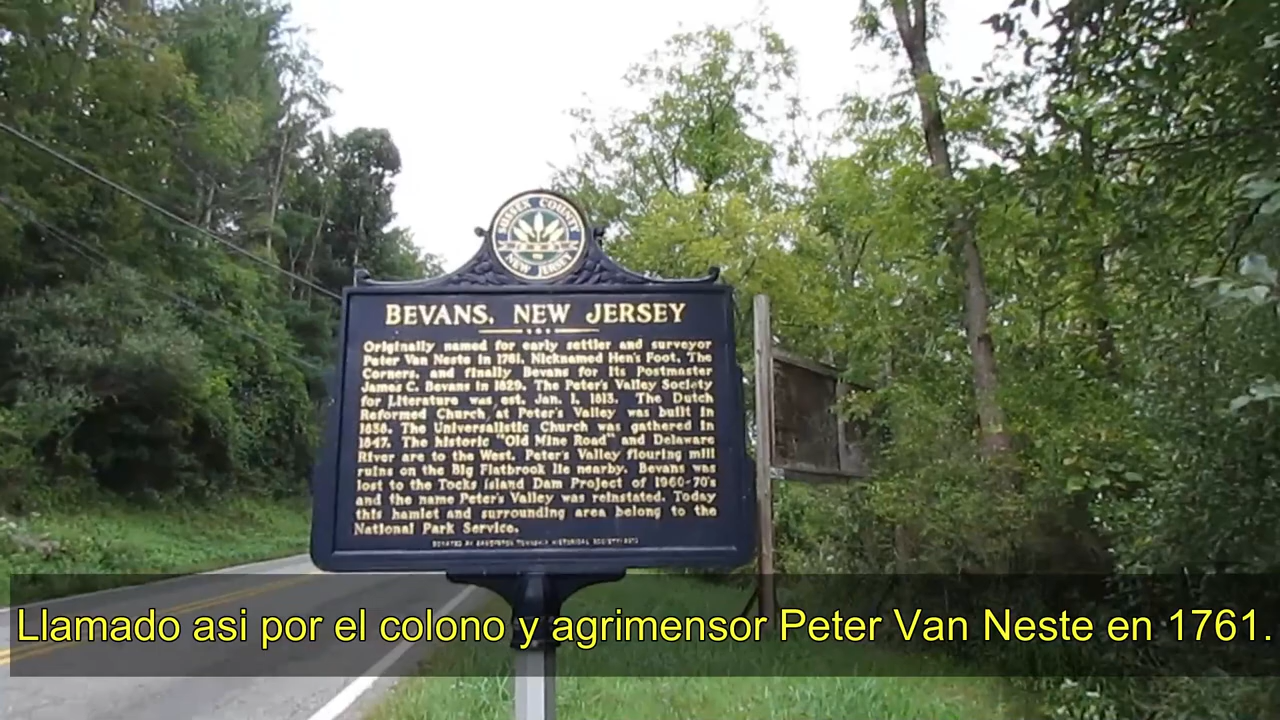 SUSSEX COUNTY
NEW JERSEY
BEVANS, NEW JERSEY
Originally named for early settler and surveyor
Peter Van Neste in 1761. Nicknamed Hen's Foot, The
Corners, and finally Bevans for its Postmaster
James C. Bevans in 1829. The Peter's Valley Society
for Literature was est. Jan. 1, 1813. The Dutch
Reformed Church at Peter's Valley was built in
1838. The Universalistic Church was gathered in
1847. The historic "Old Mine Road" and Delaware
River are to the West. Peter's Valley flouring mill
ruins on the Big Flatbrook lie nearby. Bevans was
lost to the Tocks Island Dam Project of 1960-70's
and the name Peter's Valley was reinstated. Today
this hamlet and surrounding area belong to the
National Park Service.
DONATED BY SANDYSTON TOWNSHIP HISTORICAL SOCIETY
Llamado asi por el colono y agrimensor Peter Van Neste en 1761.